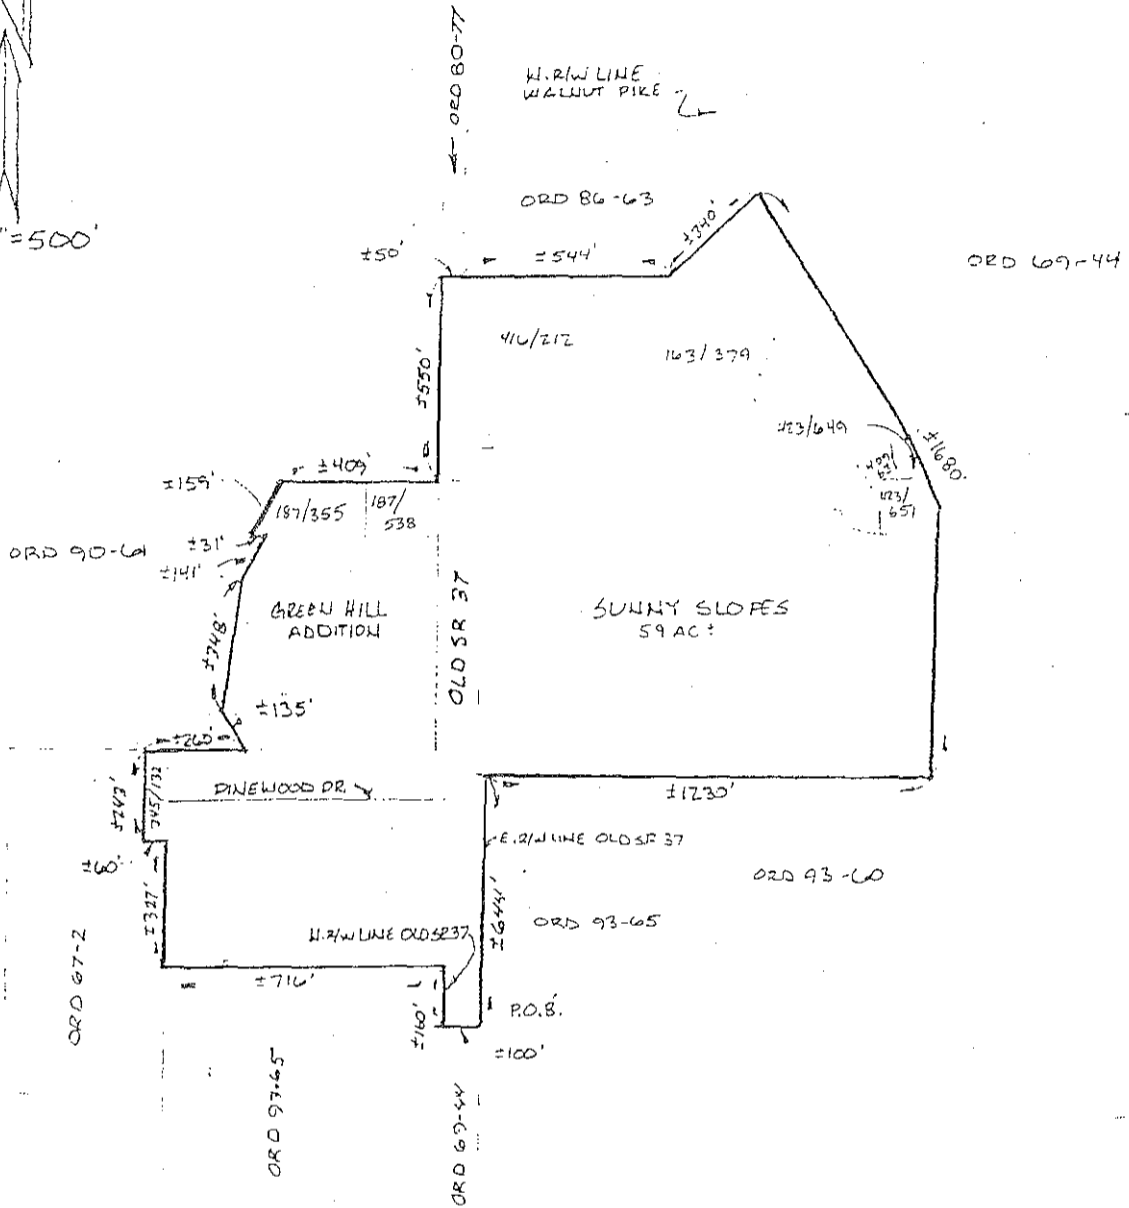 ORD 80-77
W. R/W LINE
WALNUT PIKE
"=500'
ORD 86-63
±50'
±544'
±340'
ORD 69-44
416/212
163/379
±550'
423/649
±1680'
±409'
±159'
187/355
187/
538
423/
651
ORD 90-61
±31'
±141'
GREEN HILL
ADDITION
OLD SR 37
SUNNY SLOPES
59 AC±
±348'
±135'
±260'
±243'
345/132
PINEWOOD DR.
±1230'
±60'
E. R/W LINE OLD SR 37
ORD 93-60
±327'
±644'
ORD 93-65
W. R/W LINE OLD SR 37
ORD 67-2
±716'
±160'
P.O.B.
±100'
ORD 93-65
ORD 69-44